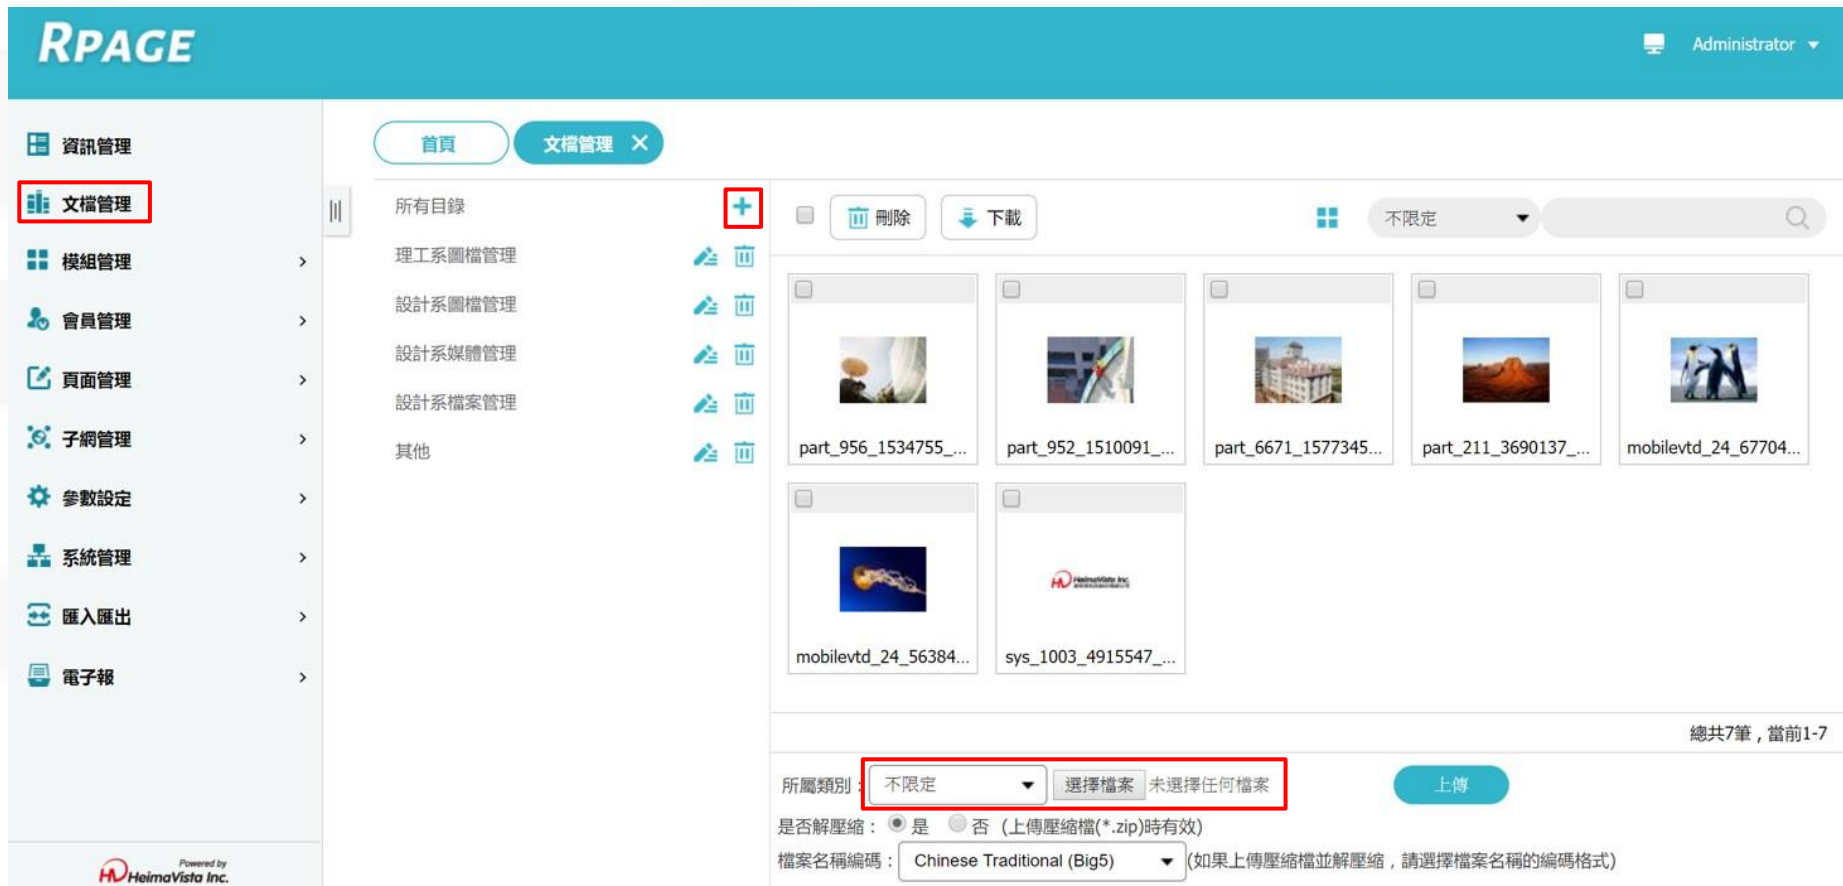 RPAGE
Administrator
資訊管理
文檔管理
模組管理
會員管理
頁面管理
子網管理
參數設定
系統管理
匯入匯出
電子報
Powered by
HeimaVista Inc.
首頁
文檔管理
所有目錄
理工系圖檔管理
設計系圖檔管理
設計系媒體管理
設計系檔案管理
其他
刪除
下載
不限定
part_956_1534755_...
part_952_1510091_...
part_6671_1577345...
part_211_3690137_...
mobilevtd_24_67704...
mobilevtd_24_56384...
HeimaVista Inc.
sys_1003_4915547_...
總共7筆，當前1-7
所屬類別： 不限定 選擇檔案 未選擇任何檔案 上傳
是否解壓縮： 是 否 (上傳壓縮檔(*.zip)時有效)
檔案名稱編碼： Chinese Traditional (Big5) (如果上傳壓縮檔並解壓縮，請選擇檔案名稱的編碼格式)